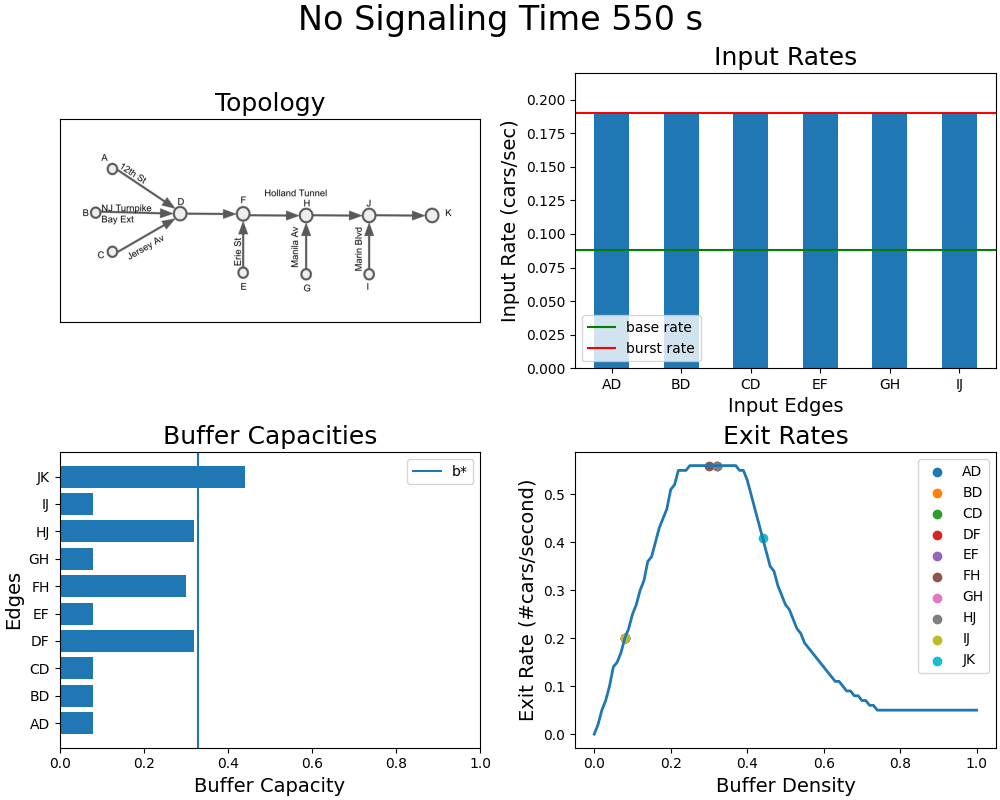 No Signaling Time 550 s
Topology
A
12th St
B
NJ Turnpike
Bay Ext
C
Jersey Av
D
F
Holland Tunnel
H
J
K
Erie St
Manila Av
Marin Blvd
E
G
I
Input Rates
Input Rate (cars/sec)
0.200
0.175
0.150
0.125
0.100
0.075
0.050
0.025
0.000
base rate
burst rate
AD BD CD EF GH IJ
Input Edges
Buffer Capacities
Edges
JK
IJ
HJ
GH
FH
EF
DF
CD
BD
AD
b*
0.0 0.2 0.4 0.6 0.8 1.0
Buffer Capacity
Exit Rates
Exit Rate (#cars/second)
0.5
0.4
0.3
0.2
0.1
0.0
AD
BD
CD
DF
EF
FH
GH
HJ
IJ
JK
0.0 0.2 0.4 0.6 0.8 1.0
Buffer Density